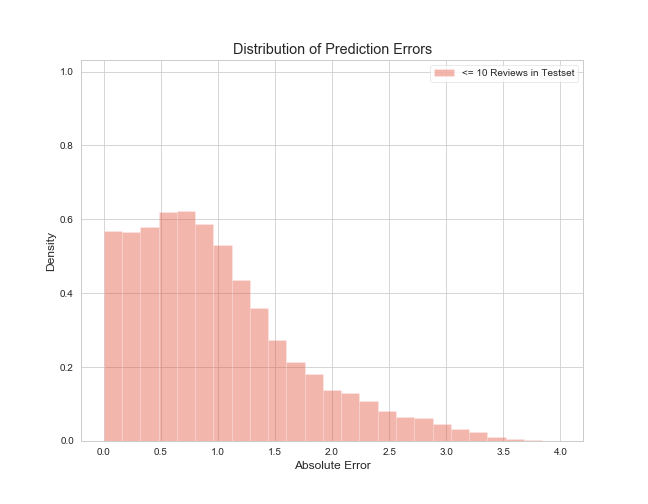 Distribution of Prediction Errors
<= 10 Reviews in Testset
1.0
0.8
0.6
0.4
0.2
0.0
Density
0.0 0.5 1.0 1.5 2.0 2.5 3.0 3.5 4.0
Absolute Error